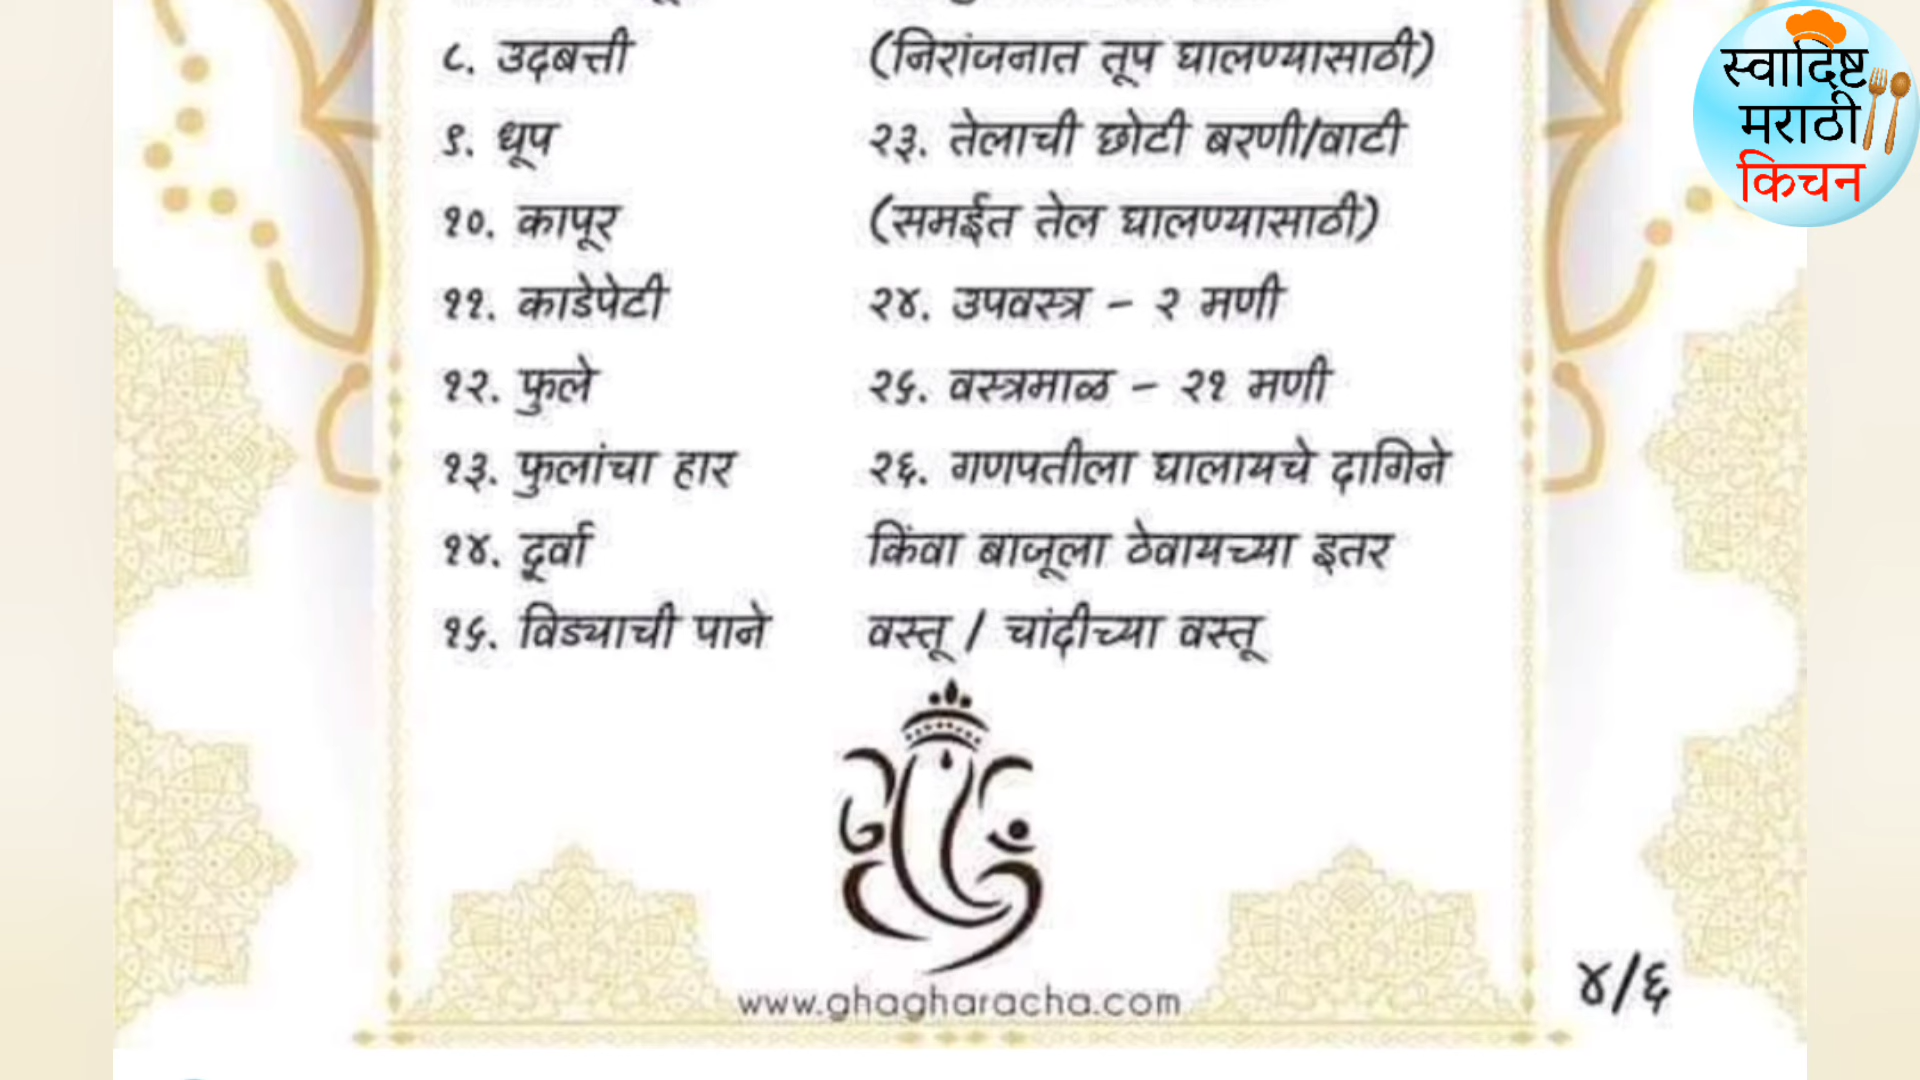 ८. उदबत्ती
९. धूप
१०. कापूर
११. काडेपेटी
१२. फुले
१३. फुलांचा हार
१४. दूर्वा
१५. विड्याची पाने
(निरांजनात तूप घालण्यासाठी)
२३. तेलाची छोटी बरणी/वाटी
(समईत तेल घालण्यासाठी)
२४. उपवस्त्र – २ मणी
२५. वस्त्रमाळ – २१ मणी
२६. गणपतीला घालायचे दागिने
किंवा बाजूला ठेवायच्या इतर
वस्तू / चांदीच्या वस्तू
www.ghagharacha.com
४/६
स्वादिष्ट
मराठी
किचन